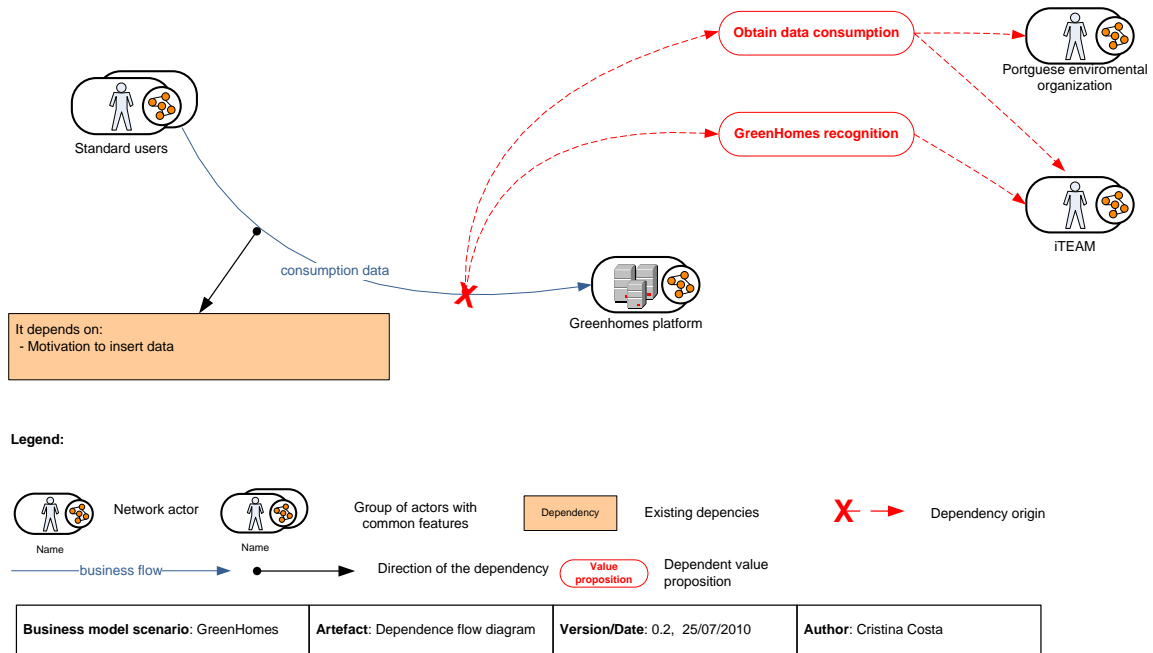 Obtain data consumption
Portguese enviromental
organization
Standard users
GreenHomes recognition
iTEAM
consumption data
Greenhomes platform
It depends on:
- Motivation to insert data
Legend:
Network actor
Name
Group of actors with
common features
Name
Dependency
Existing depencies
X
Dependency origin
business flow
Direction of the dependency
Value
proposition
Dependent value
proposition
Business model scenario: GreenHomes
Artefact: Dependence flow diagram
Version/Date: 0.2, 25/07/2010
Author: Cristina Costa